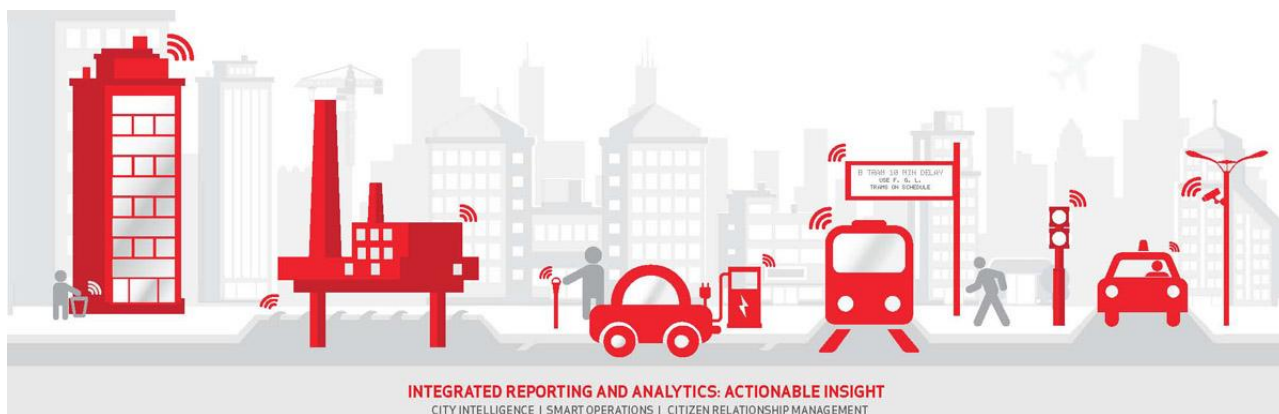 B TRAM 10 MIN DELAY
USE F, G, L,
TRAMS ON SCHEDULE
INTEGRATED REPORTING AND ANALYTICS: ACTIONABLE INSIGHT
CITY INTELLIGENCE | SMART OPERATIONS | CITIZEN RELATIONSHIP MANAGEMENT